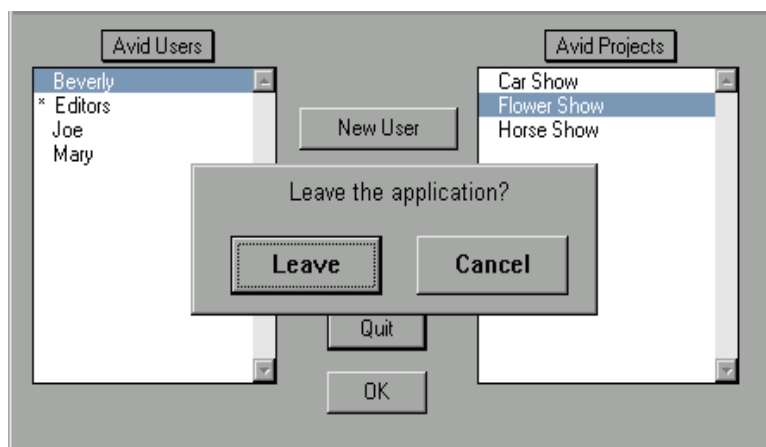 Avid Users
Beverly
* Editors
Joe
Mary
New User
Avid Projects
Car Show
Flower Show
Horse Show
Leave the application?
Leave
Cancel
Quit
OK